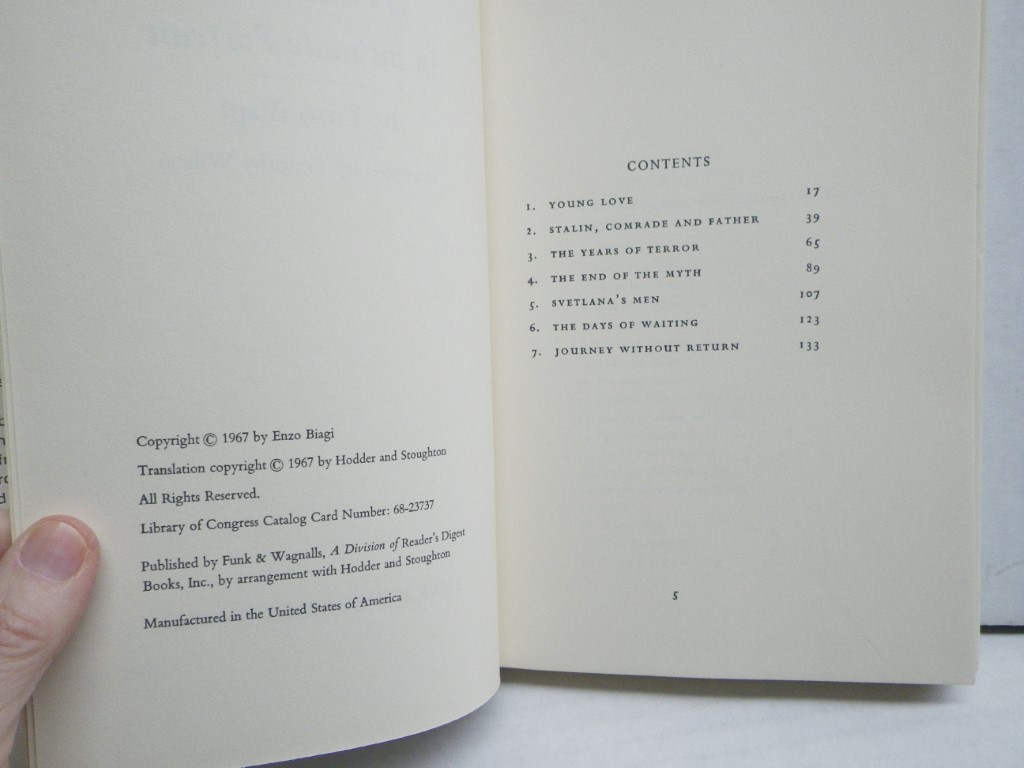 Copyright © 1967 by Enzo Biagi
Translation copyright © 1967 by Hodder and Stoughton
All Rights Reserved.
Library of Congress Catalog Card Number: 68-23737
Published by Funk & Wagnalls, A Division of Reader's Digest
Books, Inc., by arrangement with Hodder and Stoughton
Manufactured in the United States of America
CONTENTS
1. YOUNG LOVE 17
2. STALIN, COMRADE AND FATHER 39
3. THE YEARS OF TERROR 65
4. THE END OF THE MYTH 89
5. SVETLANA'S MEN 107
6. THE DAYS OF WAITING 123
7. JOURNEY WITHOUT RETURN 133
5